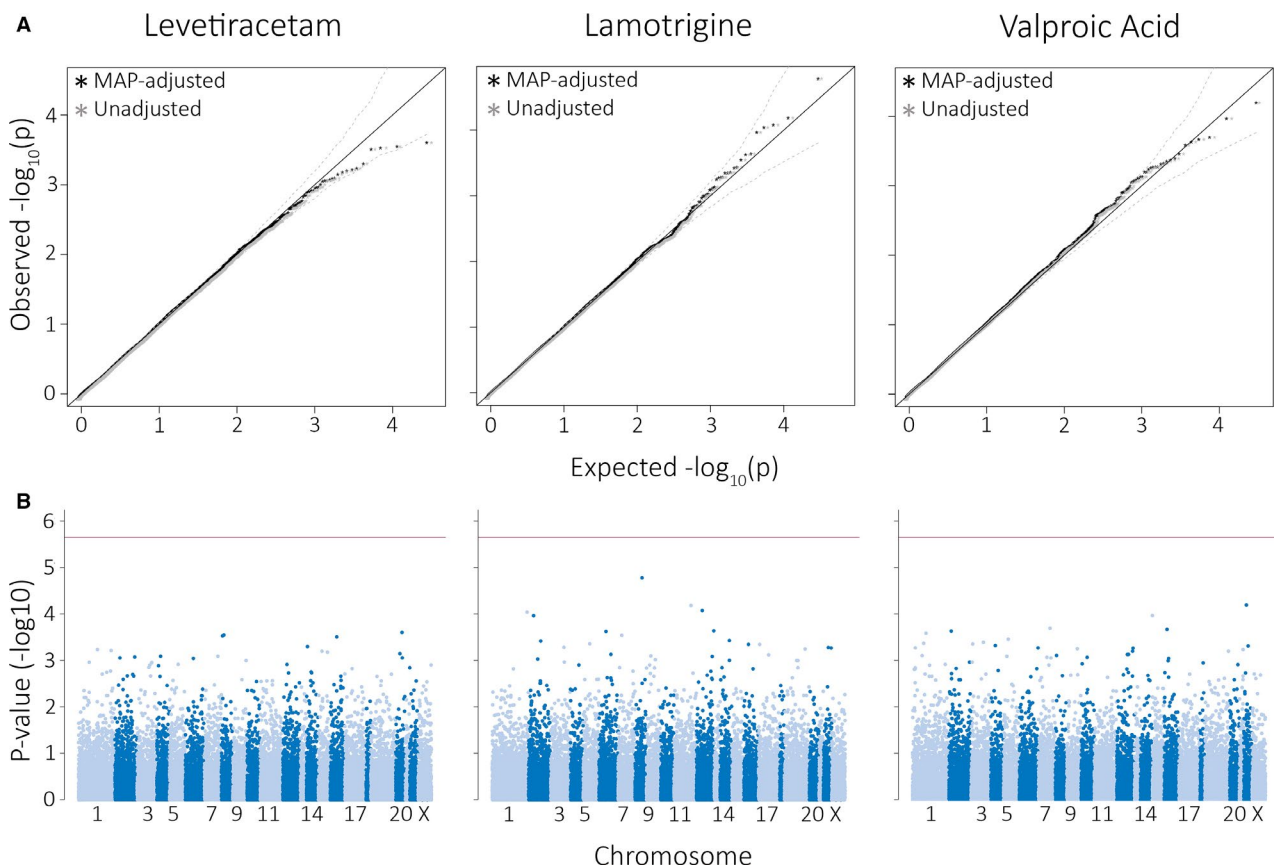 A
Levetiracetam
Lamotrigine
Valproic Acid
* MAP-adjusted
* Unadjusted
* MAP-adjusted
* Unadjusted
* MAP-adjusted
* Unadjusted
Observed -log10(p)
4
3
2
1
0
0 1 2 3 4
0 1 2 3 4
0 1 2 3 4
Expected -log10(p)
B
P-value (-log10)
6
5
4
3
2
1
0
1 3 5 7 9 11 14 17 20 X
1 3 5 7 9 11 14 17 20 X
1 3 5 7 9 11 14 17 20 X
Chromosome